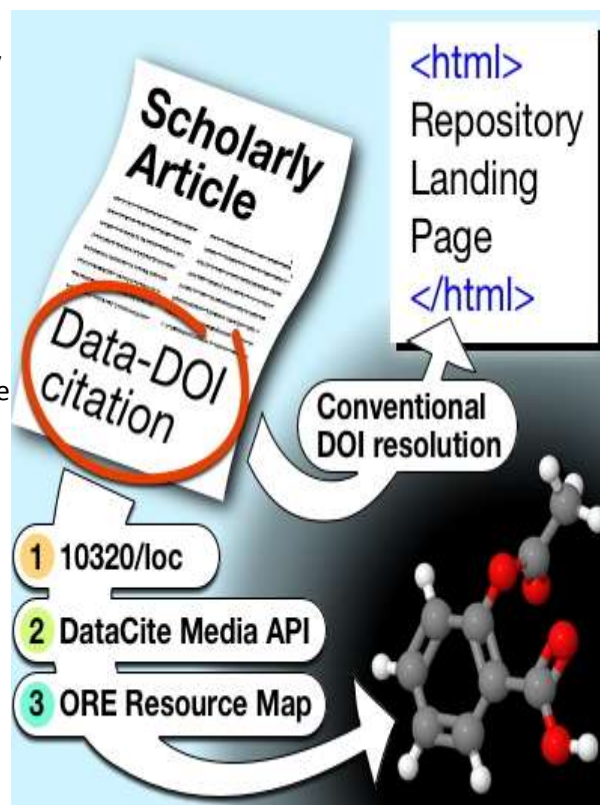 Scholarly
Article
Data-DOI
citation
<html>
Repository
Landing
Page
</html>
Conventional
DOI resolution
1 10320/loc
2 DataCite Media API
3 ORE Resource Map
e